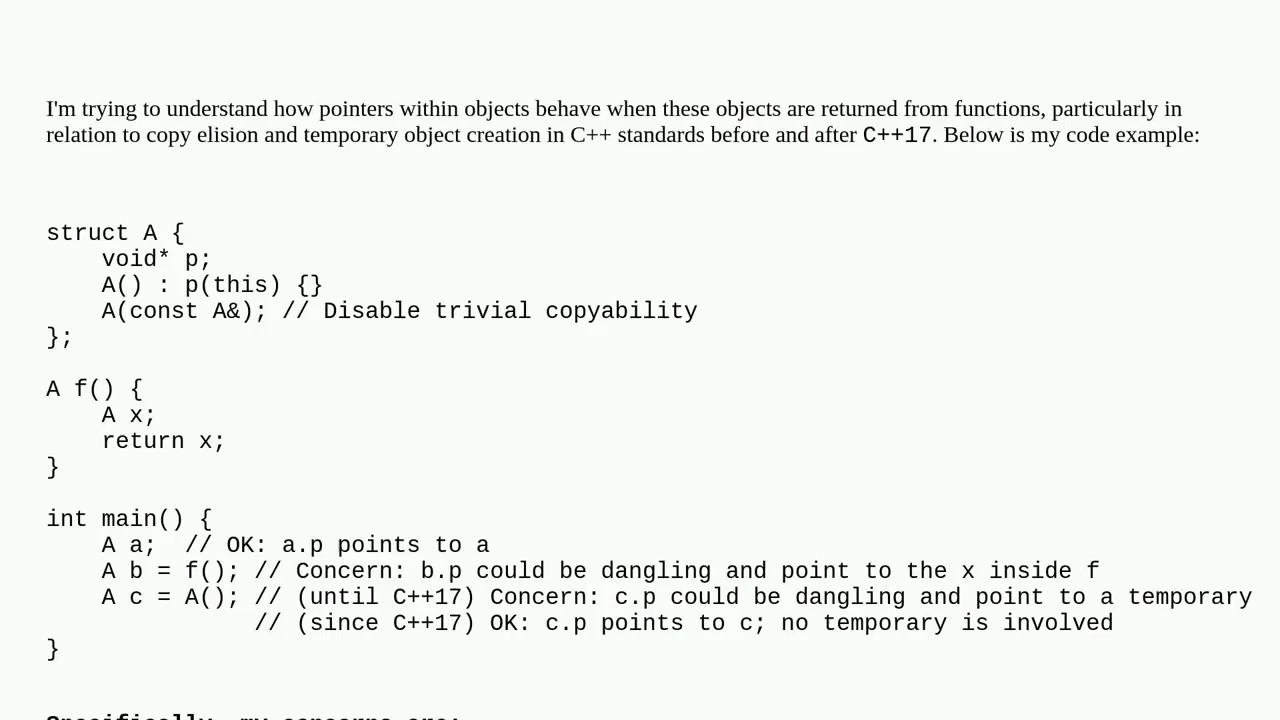 I'm trying to understand how pointers within objects behave when these objects are returned from functions, particularly in
relation to copy elision and temporary object creation in C++ standards before and after C++17. Below is my code example:
struct A {
    void* p;
    A() : p(this) {}
    A(const A&); // Disable trivial copyability
};
A f() {
    A x;
    return x;
}
int main() {
    A a;  // OK: a.p points to a
    A b = f(); // Concern: b.p could be dangling and point to the x inside f
    A c = A(); // (until C++17) Concern: c.p could be dangling and point to a temporary
               // (since C++17) OK: c.p points to c; no temporary is involved
}
Specifically, my concerns are: